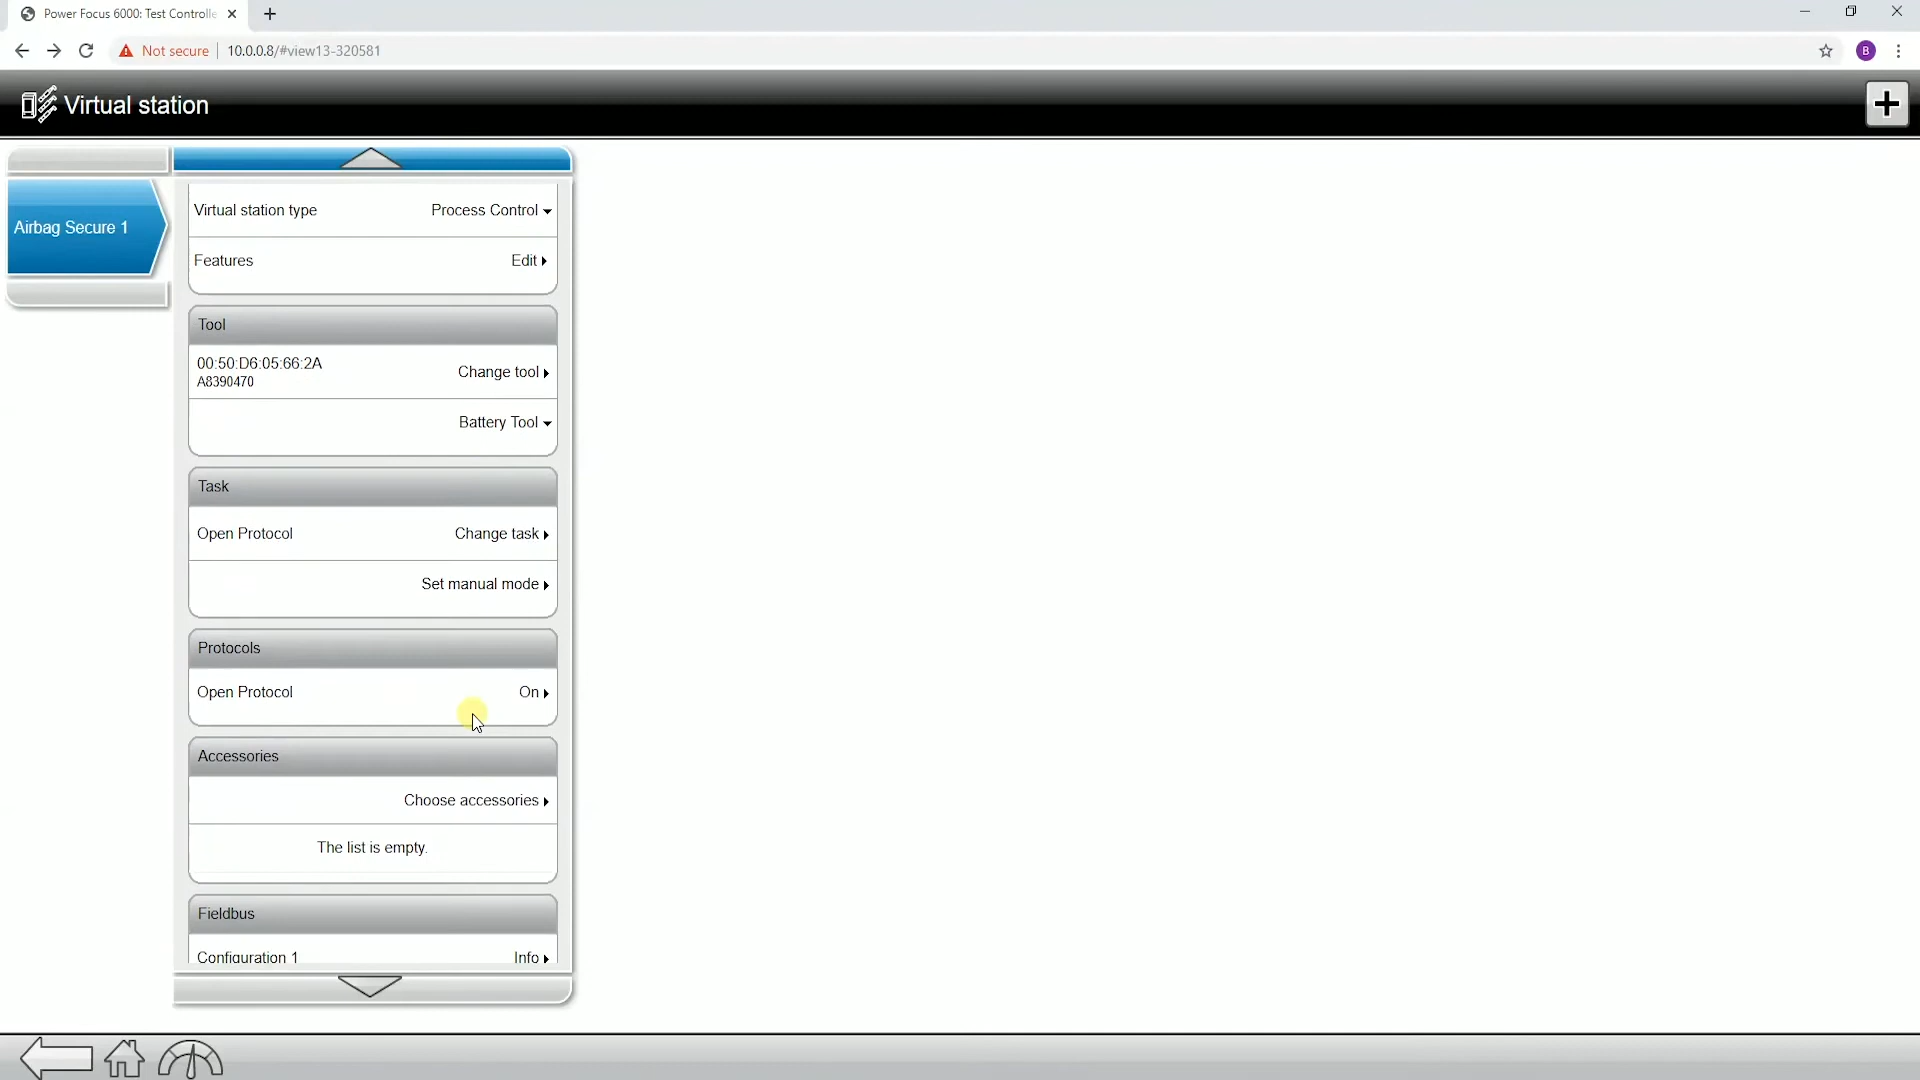 Power Focus 6000: Test Controlle
Not secure
10.0.0.8/#view13-320581
B
Virtual station
Airbag Secure 1
Virtual station type
Process Control
Features
Edit
Tool
00:50:D6:05:66:2A
A8390470
Change tool
Battery Tool
Task
Open Protocol
Change task
Set manual mode
Protocols
Open Protocol
On
Accessories
Choose accessories
The list is empty.
Fieldbus
Configuration 1
Info